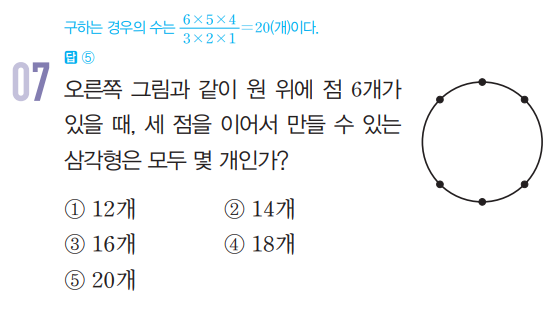 구하는 경우의 수는 6×5×4/3×2×1=20(개)이다.
답 ⑤
07
오른쪽 그림과 같이 원 위에 점 6개가
있을 때, 세 점을 이어서 만들 수 있는
삼각형은 모두 몇 개인가?
① 12개 ② 14개
③ 16개 ④ 18개
⑤ 20개